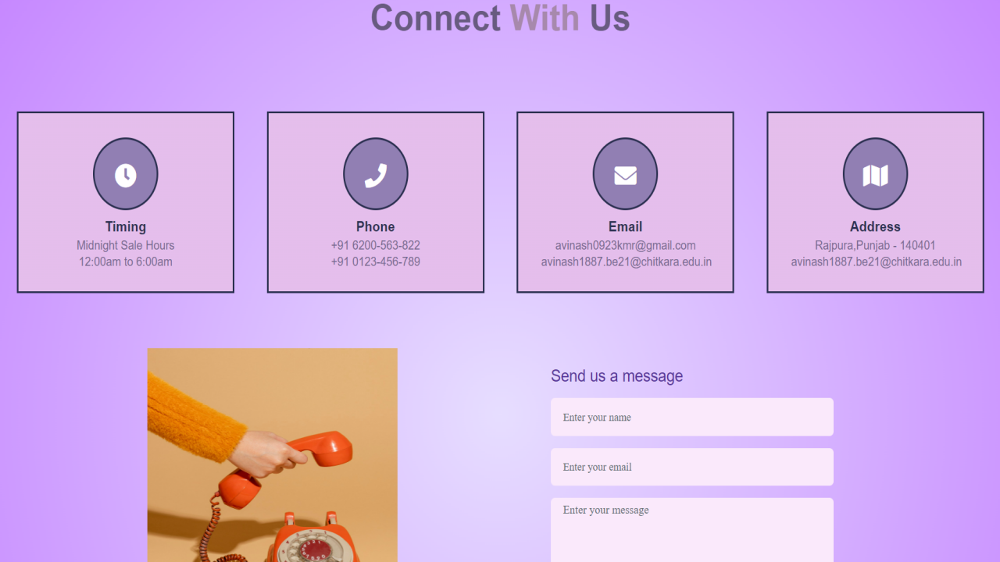 Connect With Us
Timing
Midnight Sale Hours
12:00am to 6:00am
Phone
+91 6200-563-822
+91 0123-456-789
Email
avinash0923kmr@gmail.com
avinash1887.be21@chitkara.edu.in
Address
Rajpura,Punjab - 140401
avinash1887.be21@chitkara.edu.in
Send us a message
Enter your name
Enter your email
Enter your message